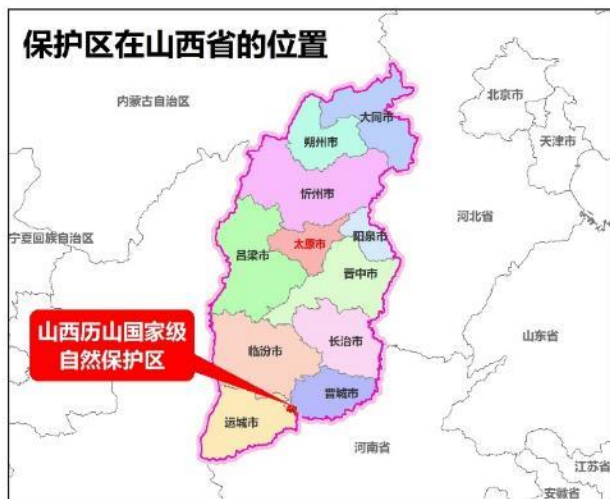 保护区在山西省的位置
内蒙古自治区
北京市
大同市
朔州市
天津市
忻州市
河北省
宁夏回族自治区
阳泉市
太原市
吕梁市
晋中市
山西历山国家级
自然保护区
山东省
长治市
临汾市
晋城市
运城市
河南省
江苏省
安徽省